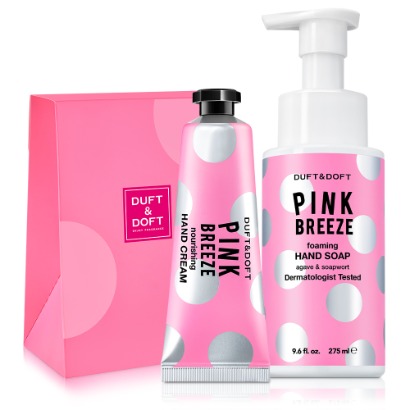 DUFT
&
DOFT
DUFT&DOFT
PINK
BREEZE
nourishing
HAND CREAM
DUFT&DOFT
PINK
BREEZE
foaming
HAND SOAP
agave & soapwort
Dermatologist Tested
9.6 fl. oz. 275 ml e